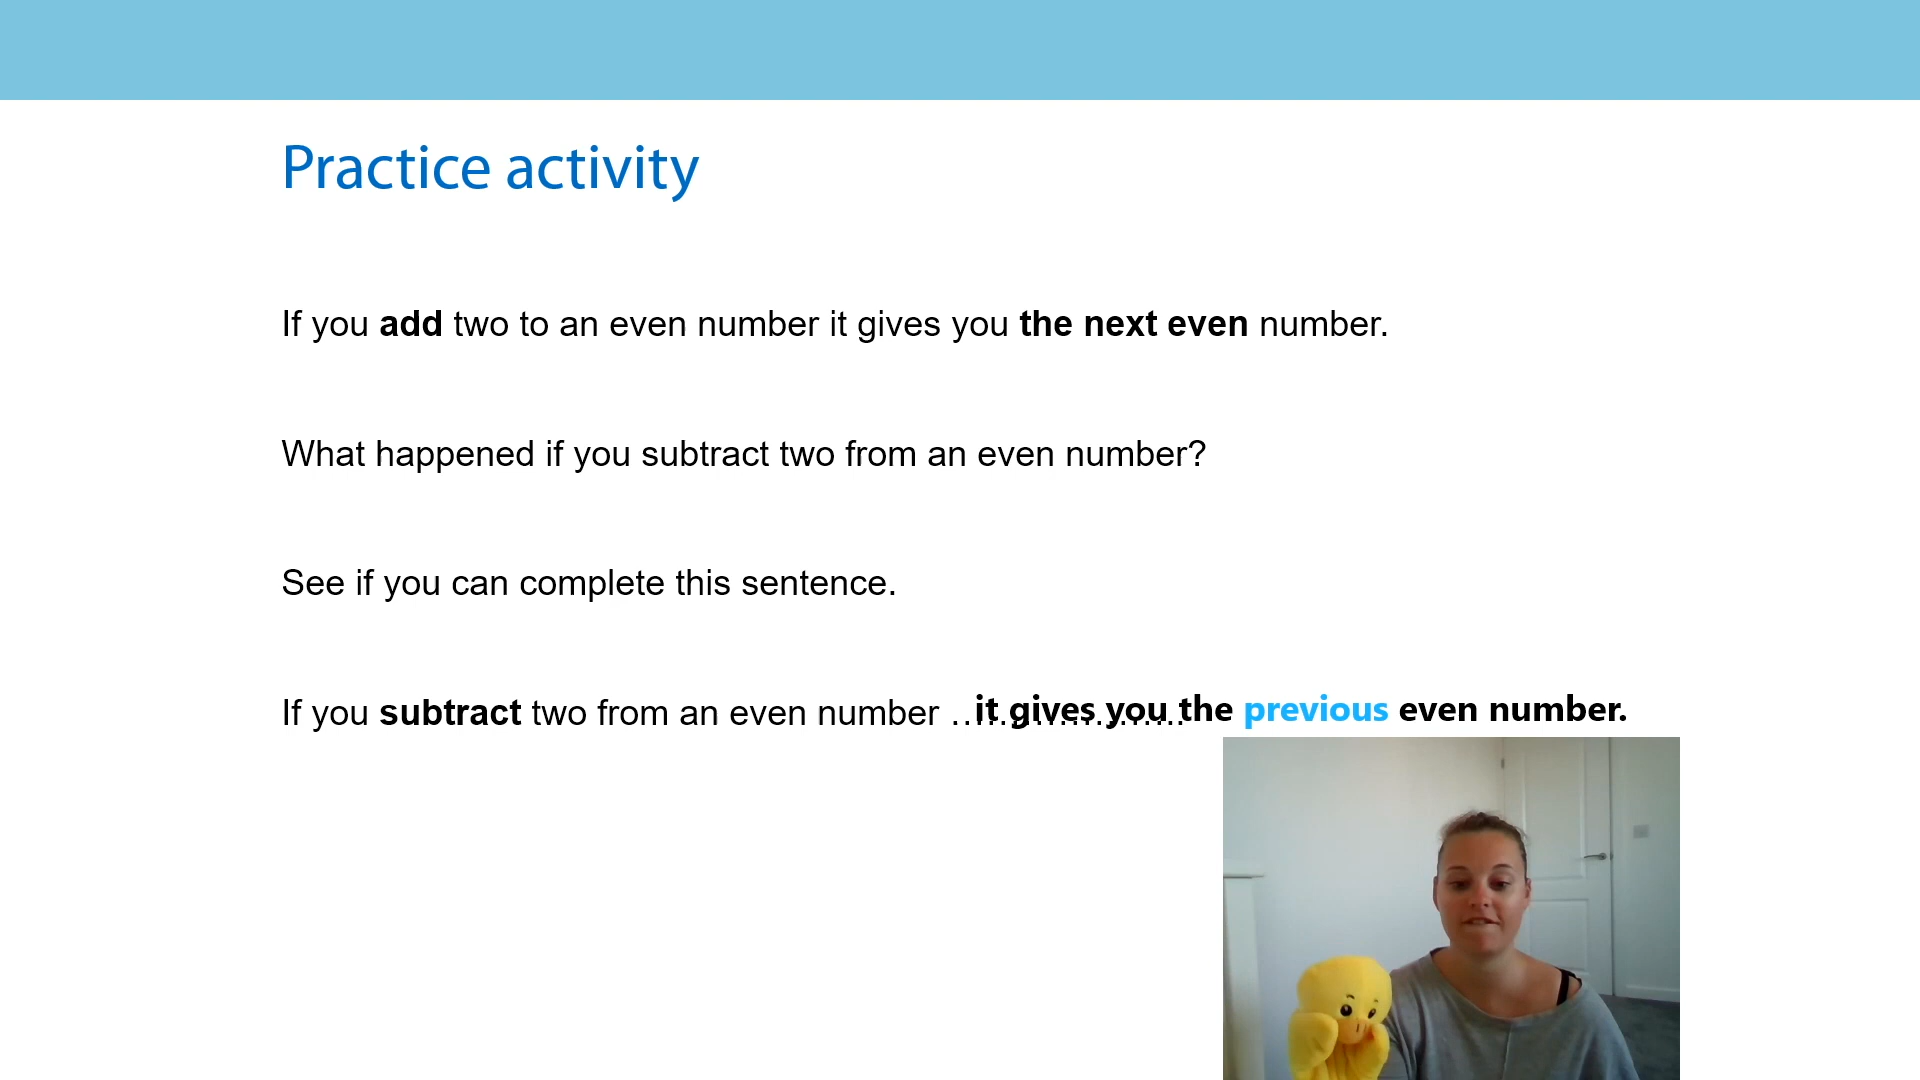 Practice activity
If you add two to an even number it gives you the next even number.
What happened if you subtract two from an even number?
See if you can complete this sentence.
If you subtract two from an even number ………………… it gives you the previous even number.